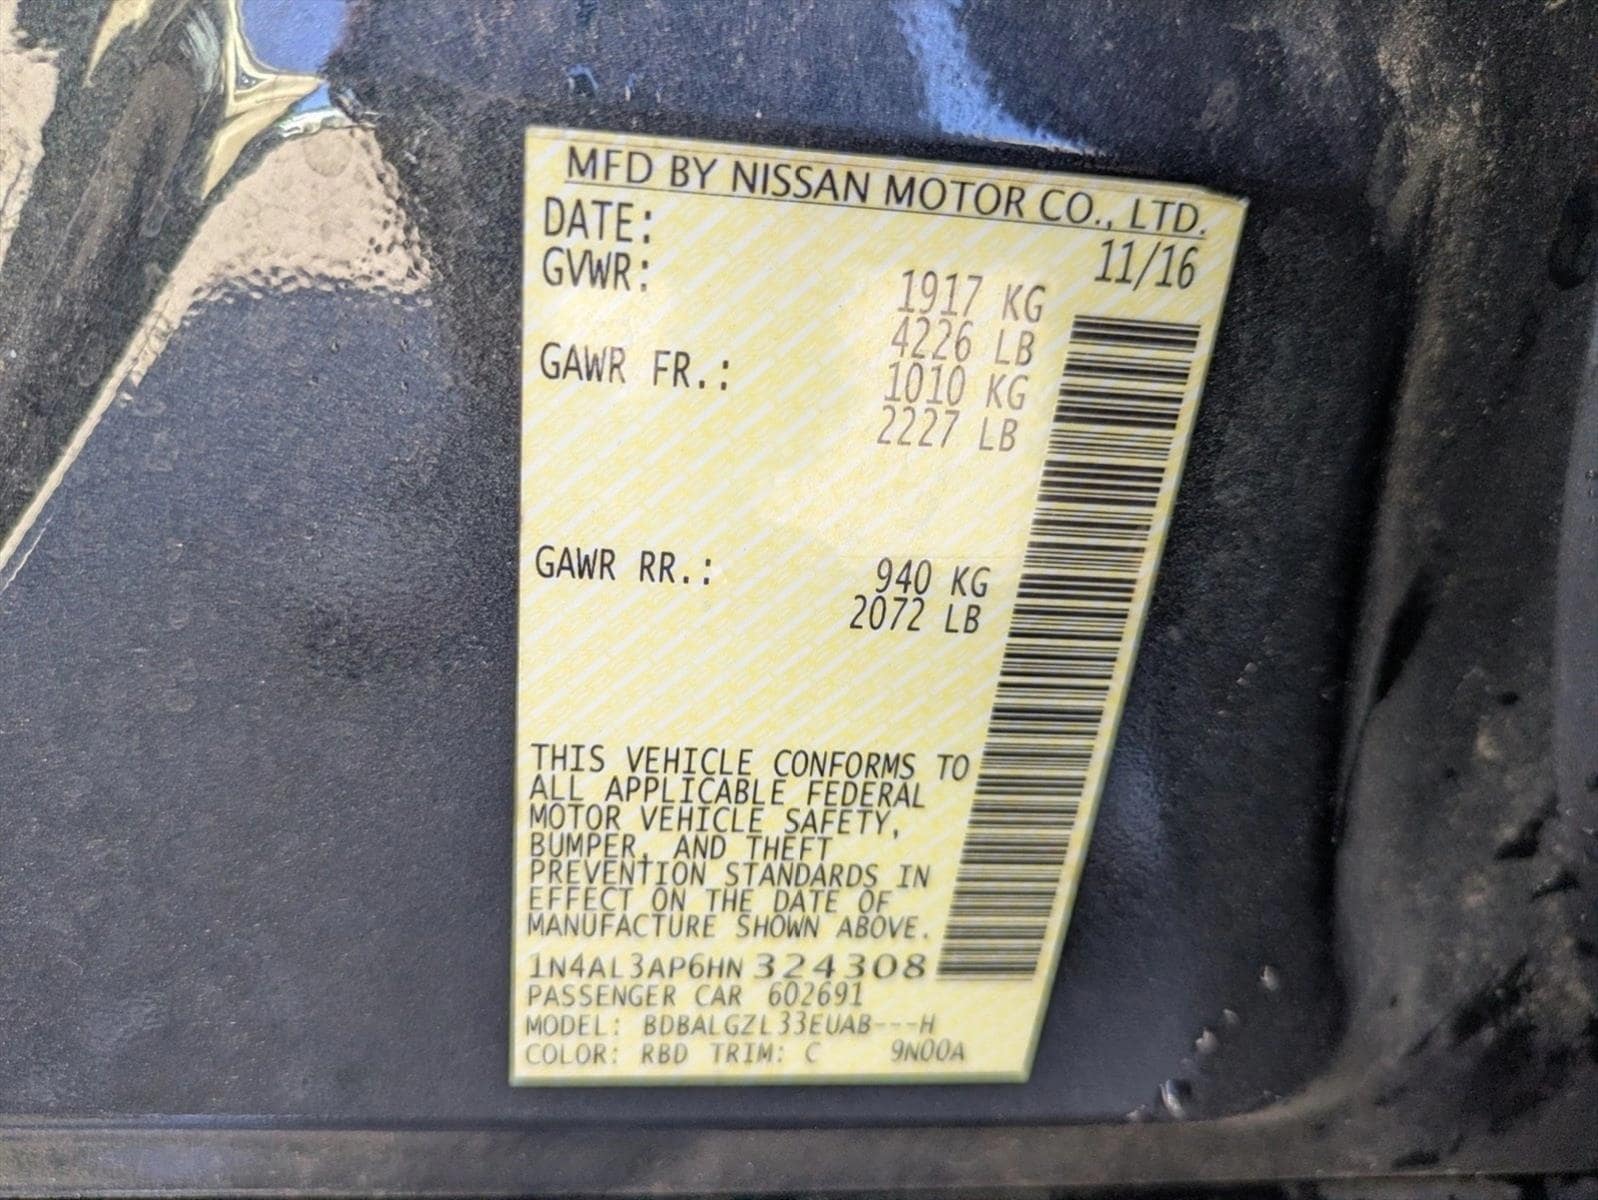 MFD BY NISSAN MOTOR CO., LTD.
DATE: 11/16
GVWR: 1917 KG
4226 LB
GAWR FR.: 1010 KG
2227 LB
GAWR RR.: 940 KG
2072 LB
THIS VEHICLE CONFORMS TO
ALL APPLICABLE FEDERAL
MOTOR VEHICLE SAFETY,
BUMPER, AND THEFT
PREVENTION STANDARDS IN
EFFECT ON THE DATE OF
MANUFACTURE SHOWN ABOVE.
1N4AL3AP6HN 324308
PASSENGER CAR 602691
MODEL: BDBALGZL33EUAB---H
COLOR: RBD TRIM: C 9N00A